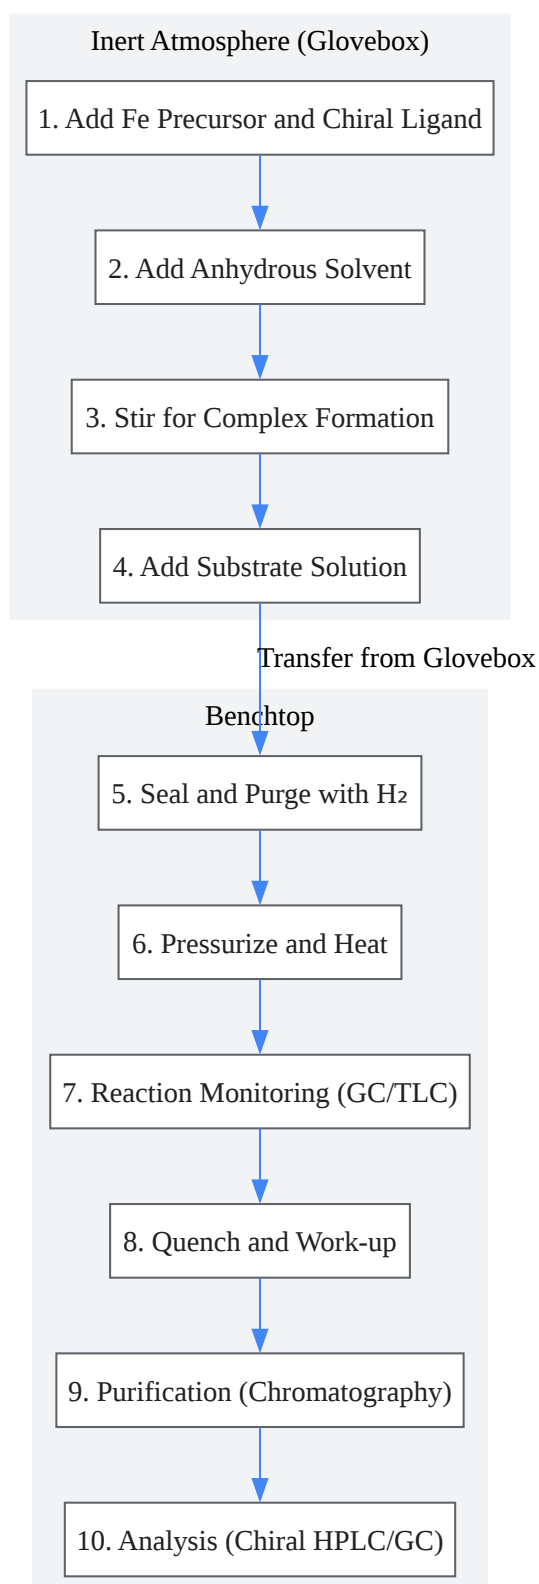 Inert Atmosphere (Glovebox)
1. Add Fe Precursor and Chiral Ligand
2. Add Anhydrous Solvent
3. Stir for Complex Formation
4. Add Substrate Solution
Transfer from Glovebox
Benchtop
5. Seal and Purge with H₂
6. Pressurize and Heat
7. Reaction Monitoring (GC/TLC)
8. Quench and Work-up
9. Purification (Chromatography)
10. Analysis (Chiral HPLC/GC)